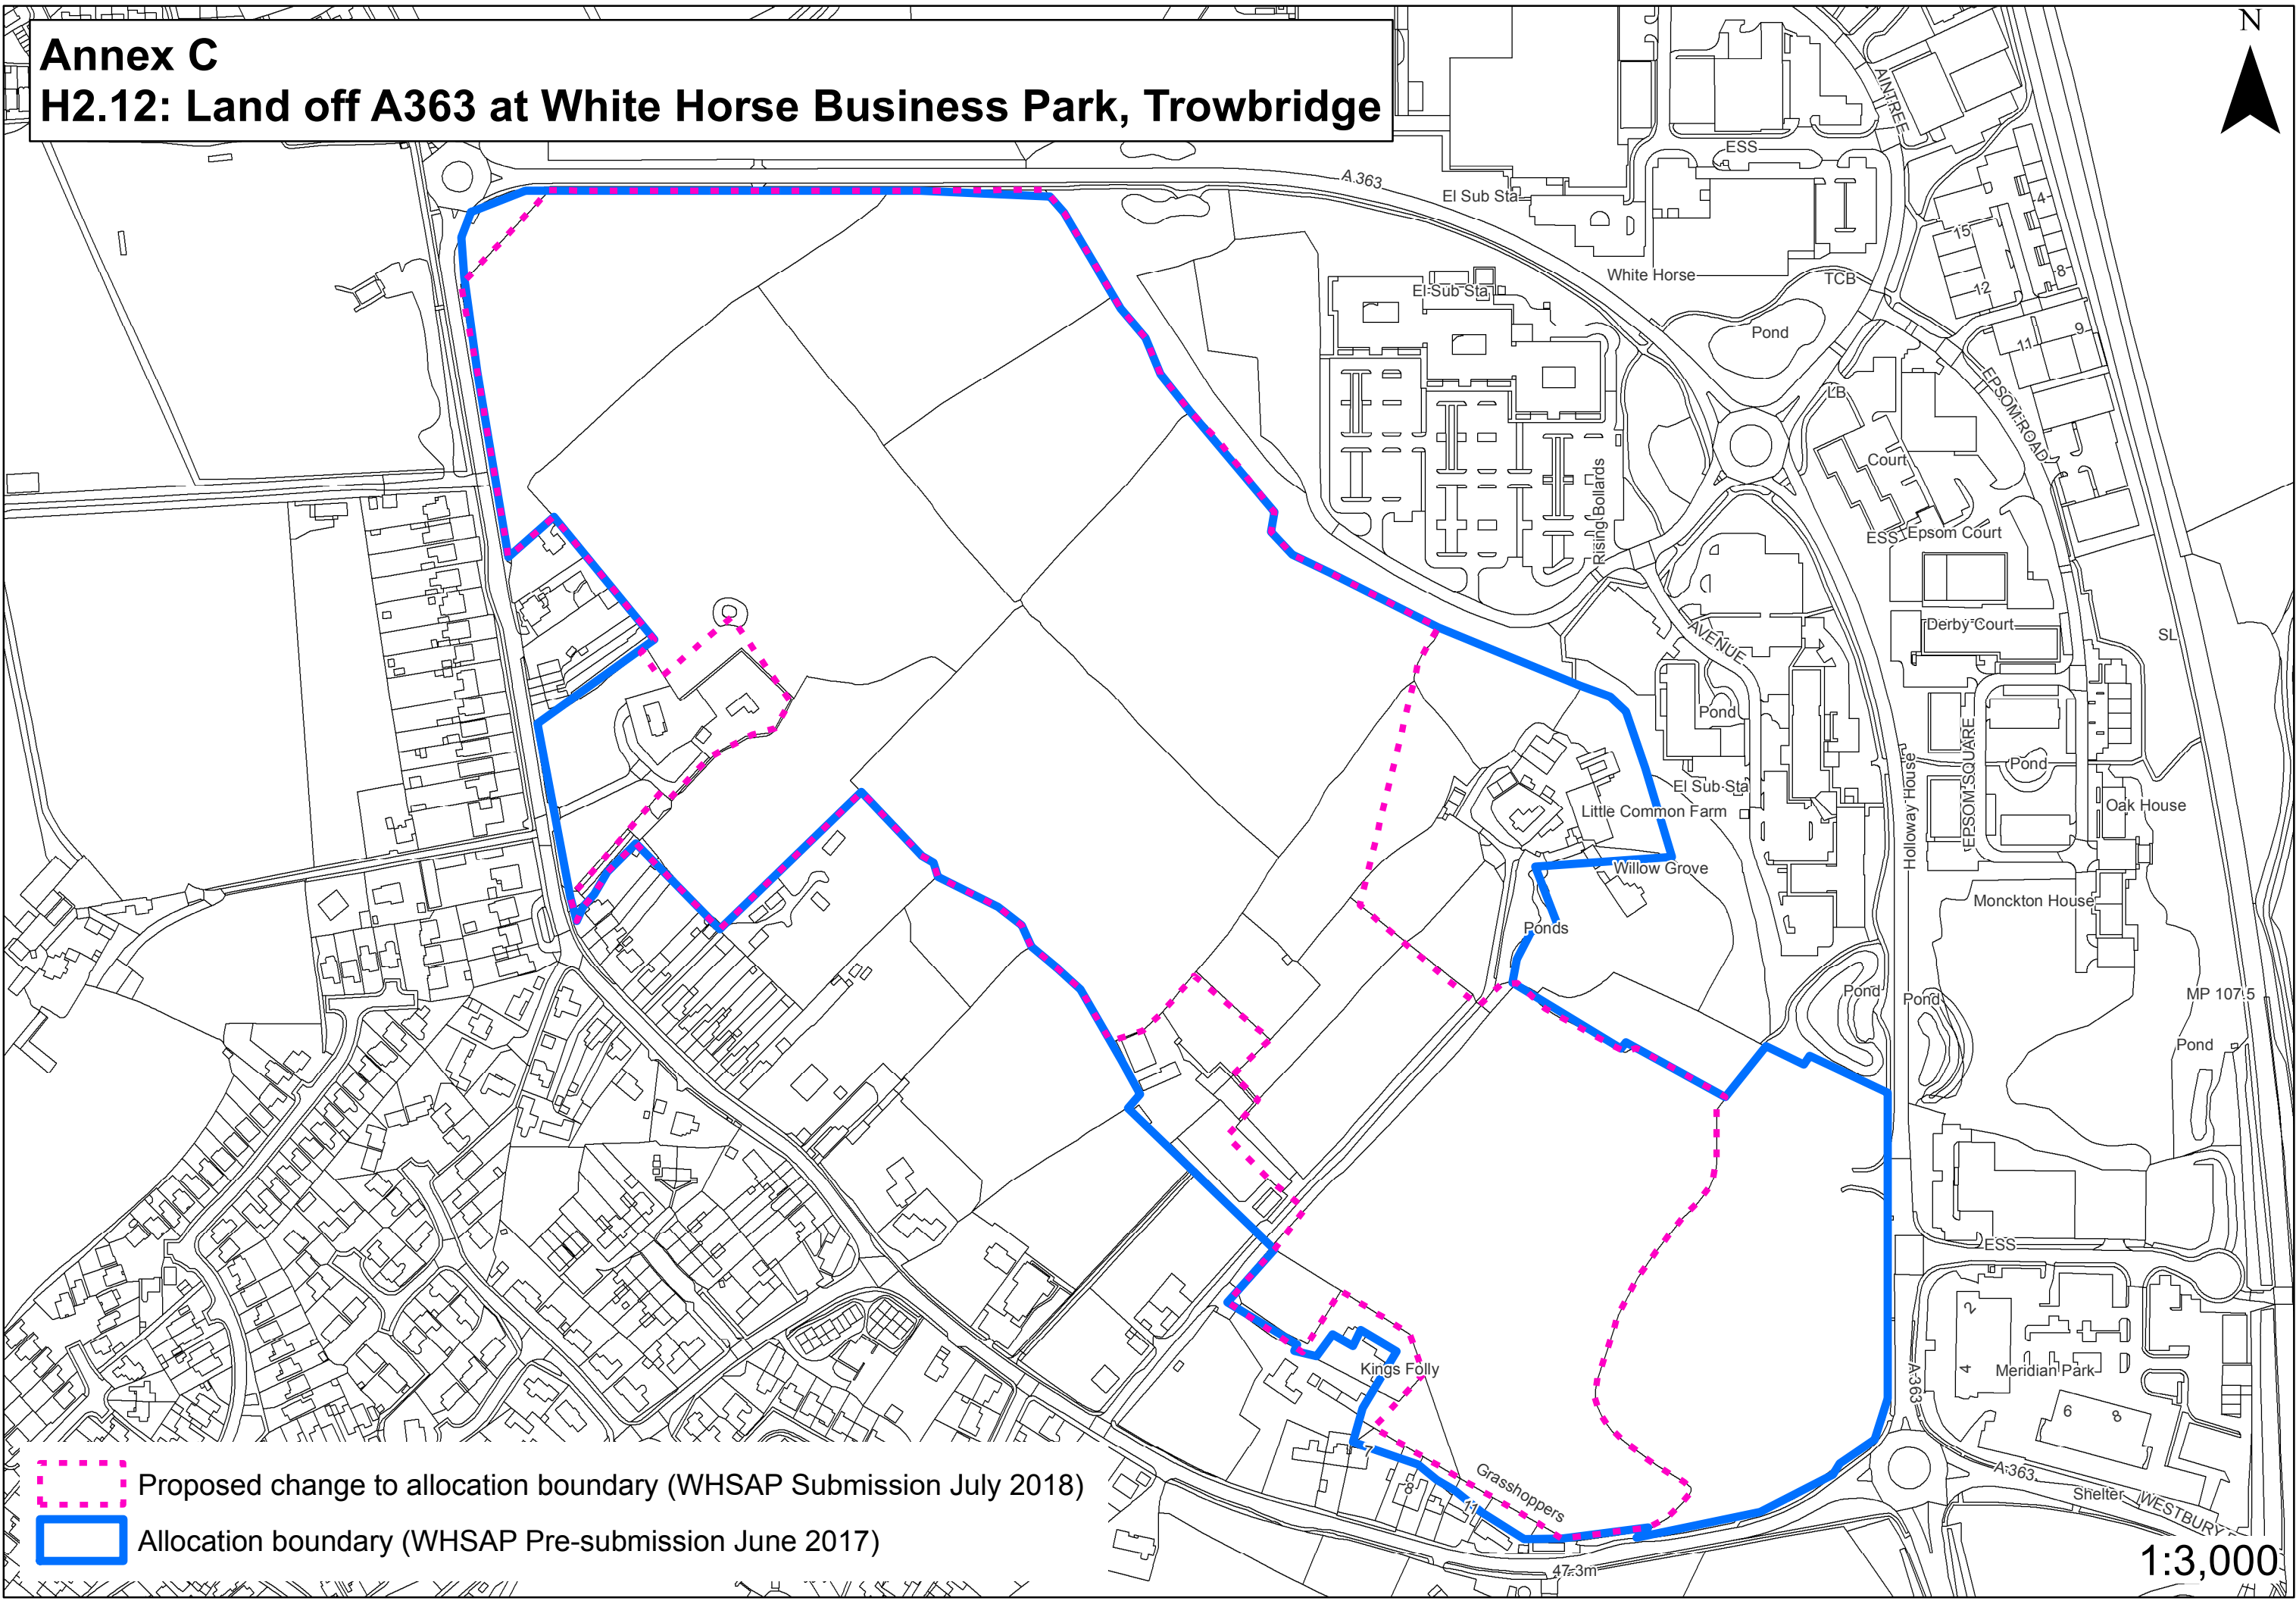 Annex C
H2.12: Land off A363 at White Horse Business Park, Trowbridge
N
AINTREE
ESS
A 363
El Sub Sta
4
15
White Horse
TCB
8
El Sub Sta
12
Pond
9
11
LB
EPSOM ROAD
Court
Rising Bollards
ESS
Epsom Court
Derby Court
SL
AVENUE
Pond
EPSOM SQUARE
Holloway House
Pond
El Sub Sta
Little Common Farm
Oak House
Willow Grove
Monckton House
Ponds
Pond
Pond
MP 107.5
Pond
ESS
2
Kings Folly
4
A 363
Meridian Park
6
8
7
Grasshoppers
8
11
A 363
Shelter
WESTBURY
47.3m
Proposed change to allocation boundary (WHSAP Submission July 2018)
Allocation boundary (WHSAP Pre-submission June 2017)
1:3,000